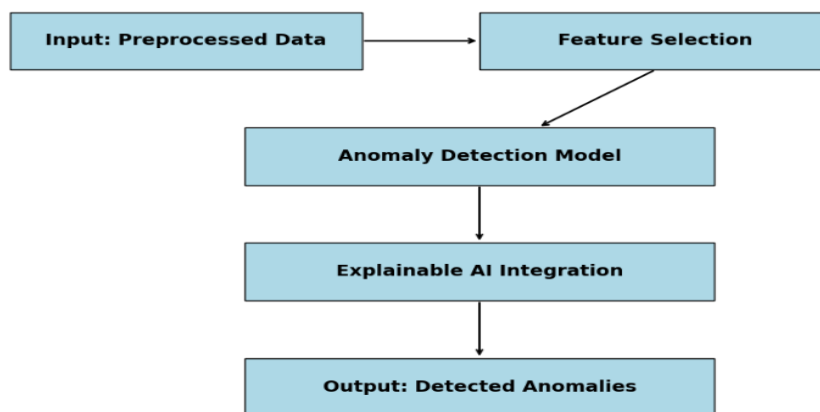 Input: Preprocessed Data
Feature Selection
Anomaly Detection Model
Explainable AI Integration
Output: Detected Anomalies